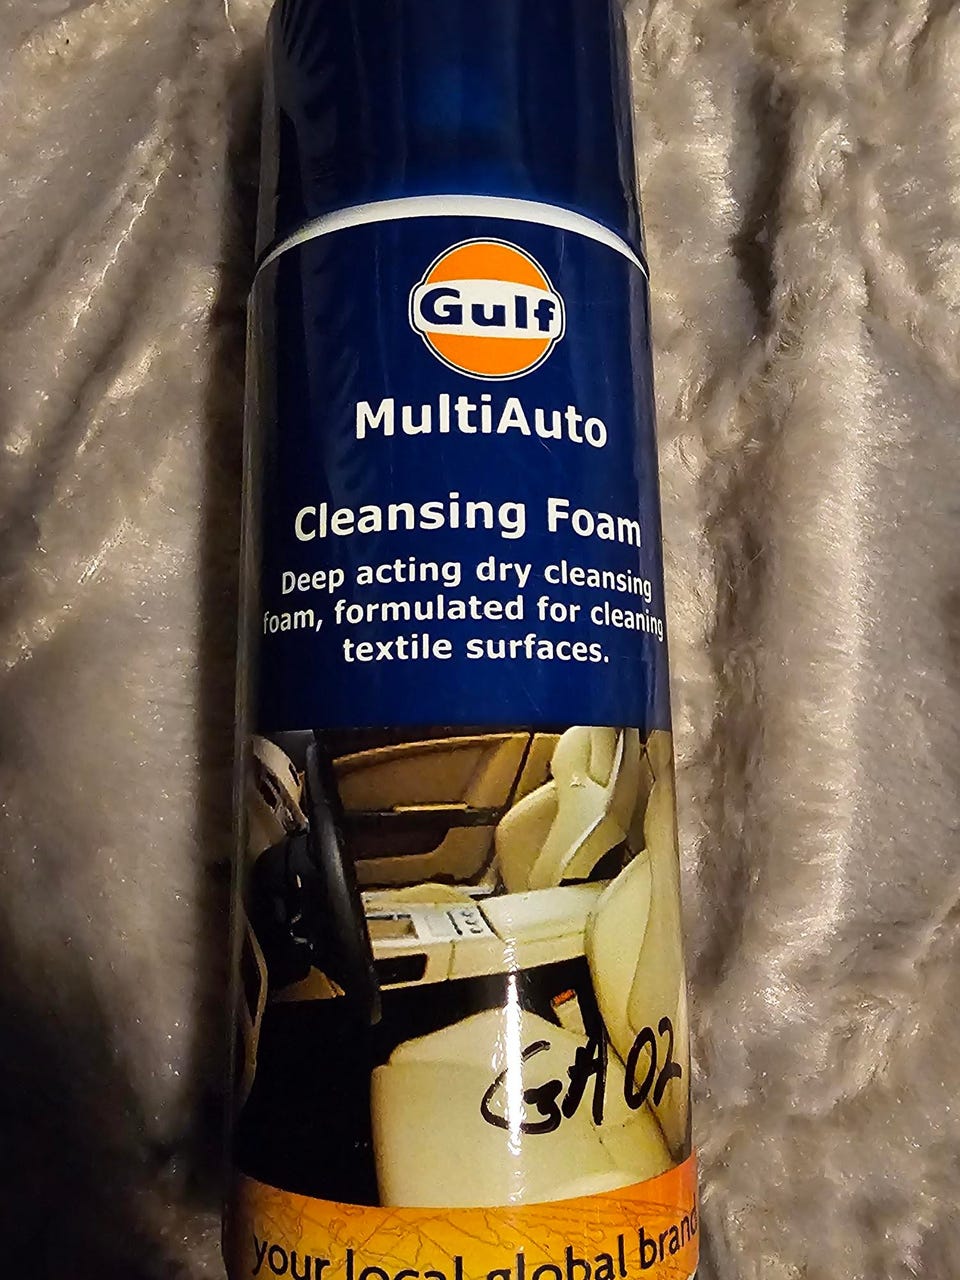 Gulf
MultiAuto
Cleansing Foam
Deep acting dry cleansing
foam, formulated for cleaning
textile surfaces.
GA 02
your local global brand